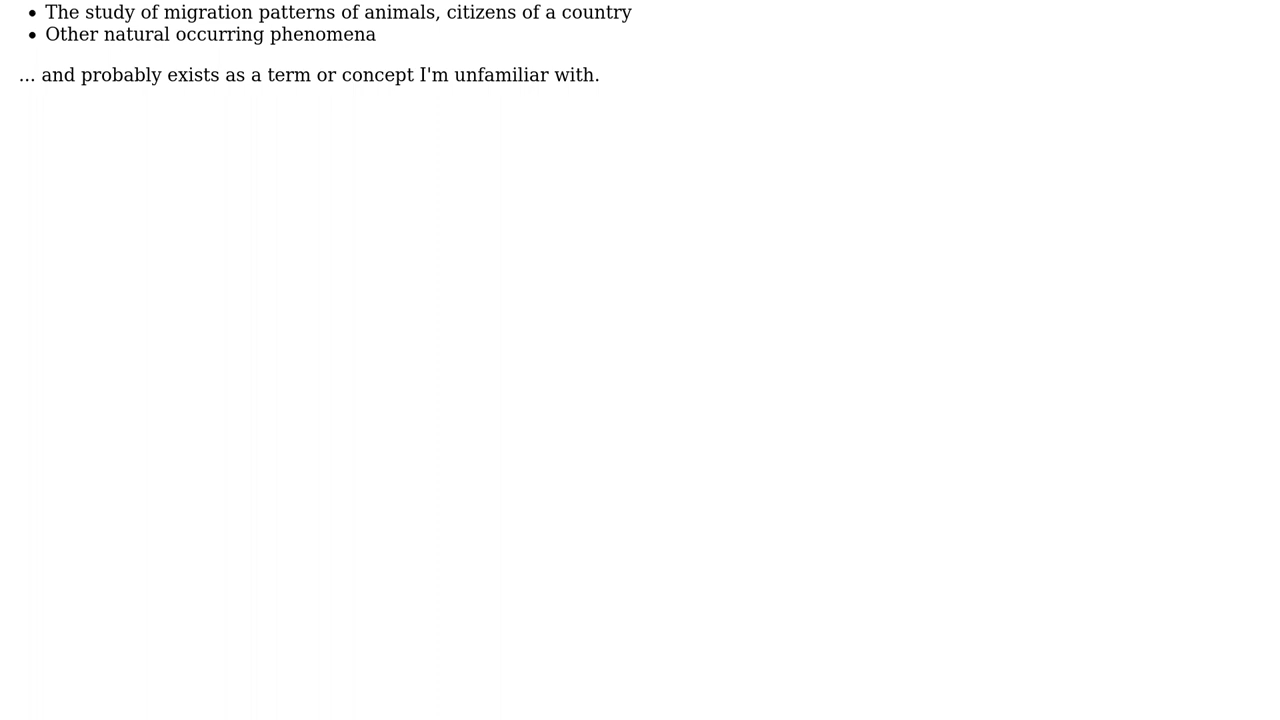 • The study of migration patterns of animals, citizens of a country
• Other natural occurring phenomena
... and probably exists as a term or concept I'm unfamiliar with.